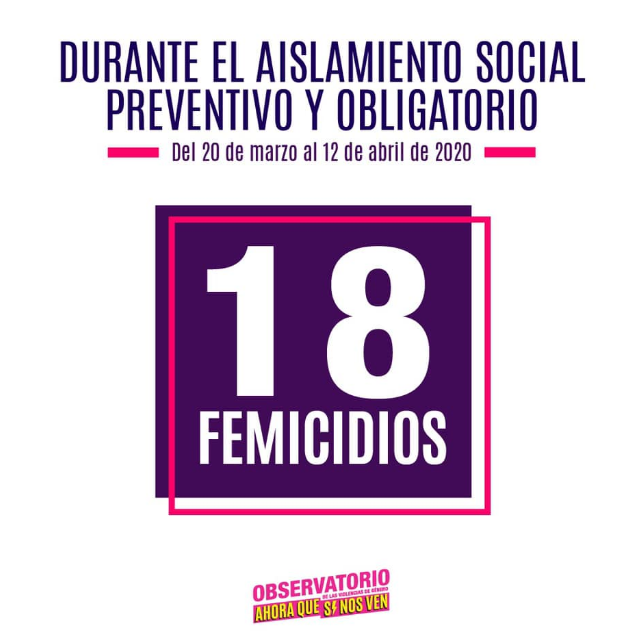 DURANTE EL AISLAMIENTO SOCIAL
PREVENTIVO Y OBLIGATORIO
Del 20 de marzo al 12 de abril de 2020
18
FEMICIDIOS
OBSERVATORIO
DE LAS VIOLENCIAS DE GÉNERO
AHORA QUE SÍ NOS VEN